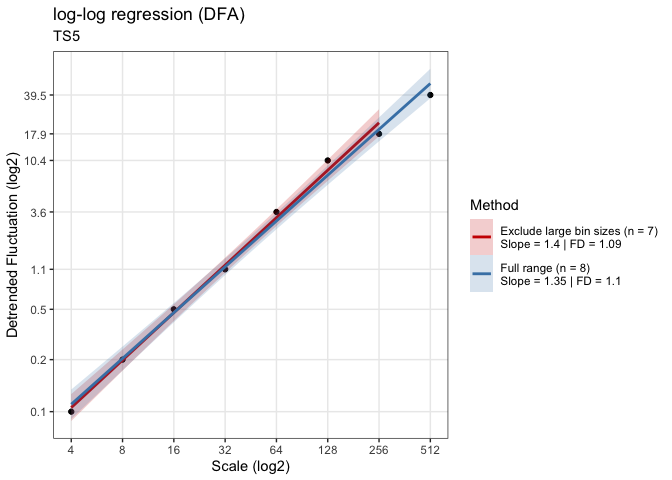 log-log regression (DFA)
TS5
Detrended Fluctuation (log2)
39.5
17.9
10.4
3.6
1.1
0.5
0.2
0.1
4 8 16 32 64 128 256 512
Scale (log2)
Method
Exclude large bin sizes (n = 7)
Slope = 1.4 | FD = 1.09
Full range (n = 8)
Slope = 1.35 | FD = 1.1